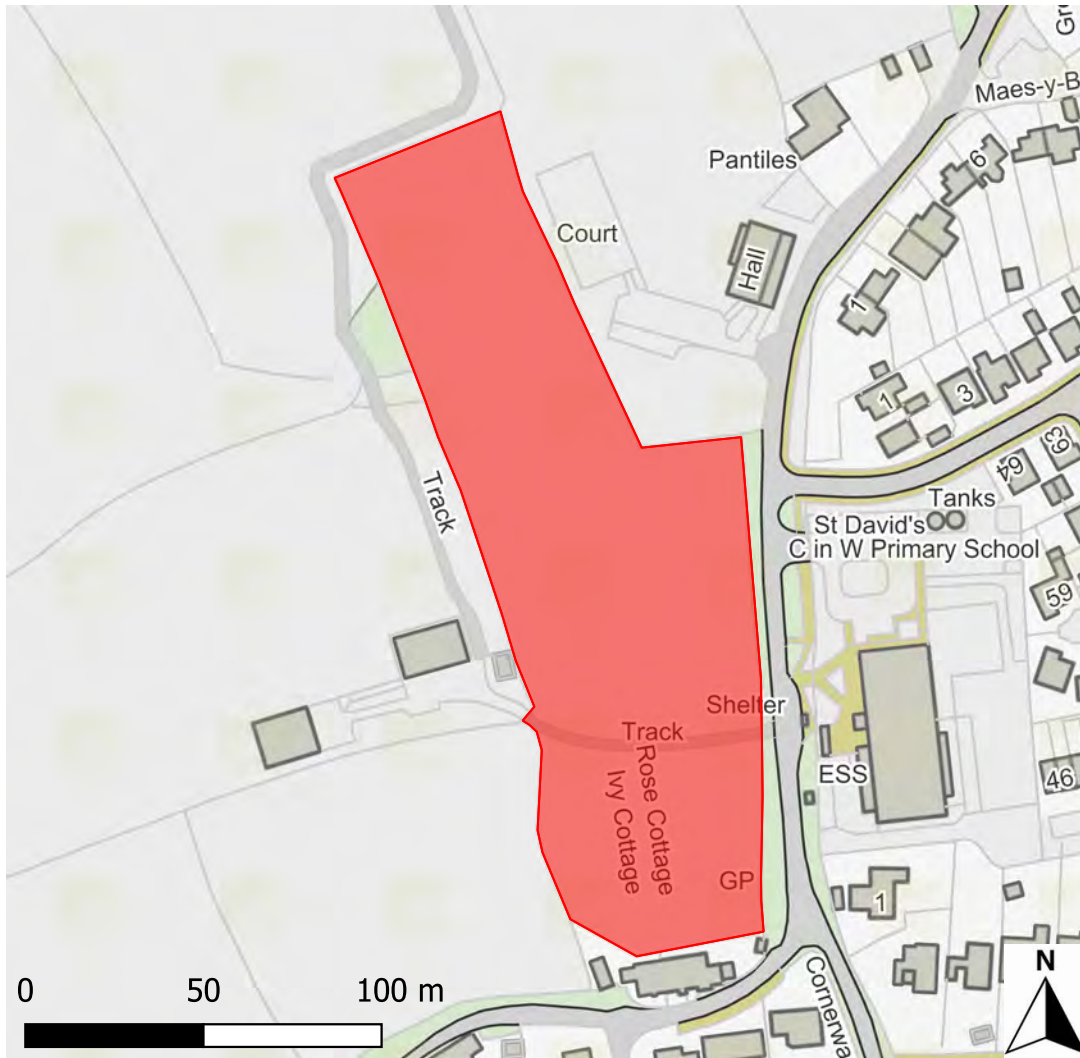 Gr
Maes-y-B
Pantiles
6
Court
Hall
1
1
3
63
64
Track
Tanks
St David's
C in W Primary School
59
Shelter
Track
Rose Cottage
Ivy Cottage
ESS
46
GP
1
N
0 50 100 m
Cornerwa